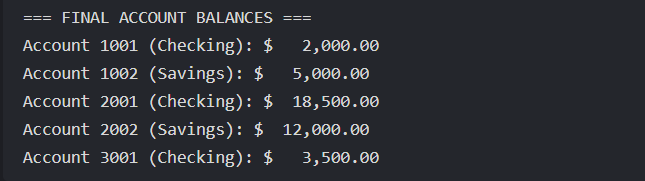 === FINAL ACCOUNT BALANCES ===
Account 1001 (Checking): $   2,000.00
Account 1002 (Savings): $   5,000.00
Account 2001 (Checking): $  18,500.00
Account 2002 (Savings): $  12,000.00
Account 3001 (Checking): $   3,500.00